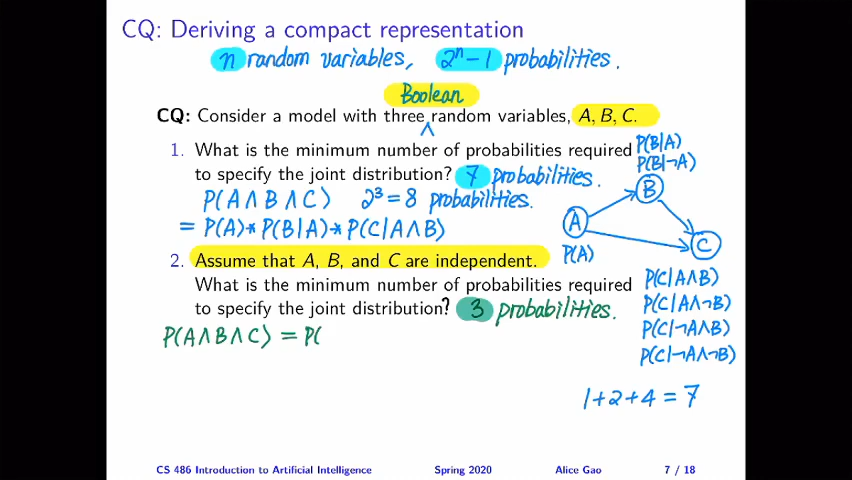 CQ: Deriving a compact representation
n random variables, 2ⁿ-1 probabilities.
Boolean
CQ: Consider a model with three random variables, A, B, C.
^
1. What is the minimum number of probabilities required
to specify the joint distribution? 7 probabilities.
P(A∧B∧C) 2³=8 probabilities.
= P(A)*P(B|A)*P(C|A∧B)
P(B|A)
P(B|¬A)
B
A
C
P(A)
P(C|A∧B)
P(C|A∧¬B)
P(C|¬A∧B)
P(C|¬A∧¬B)
1+2+4=7
2. Assume that A, B, and C are independent.
What is the minimum number of probabilities required
to specify the joint distribution? 3 probabilities.
P(A∧B∧C) = P(
CS 486 Introduction to Artificial Intelligence Spring 2020 Alice Gao 7 / 18